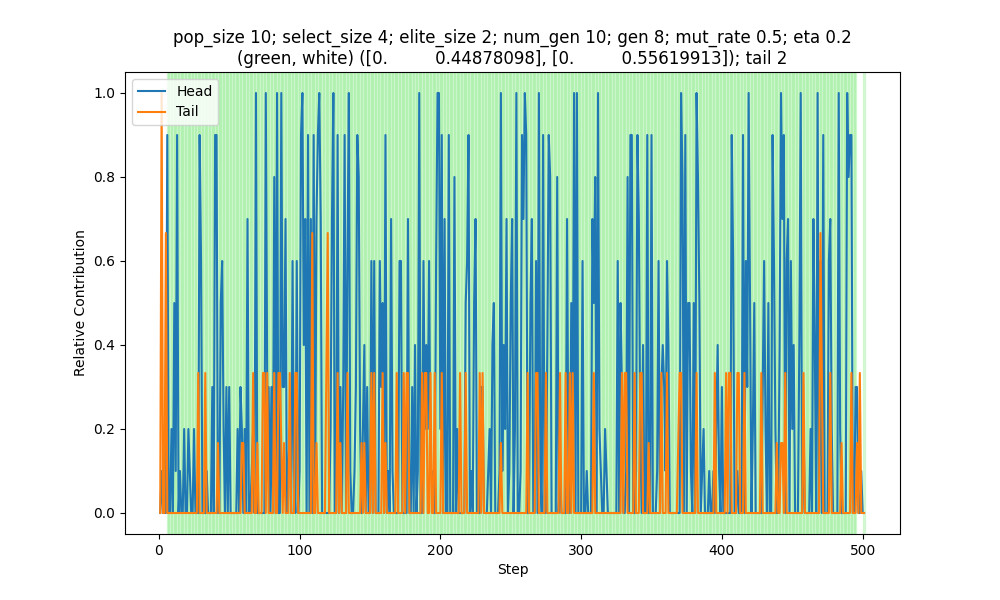 pop_size 10; select_size 4; elite_size 2; num_gen 10; gen 8; mut_rate 0.5; eta 0.2
(green, white) ([0.         0.44878098], [0.         0.55619913]); tail 2
Head
Tail
1.0
0.8
0.6
0.4
0.2
0.0
Relative Contribution
0
100
200
300
400
500
Step